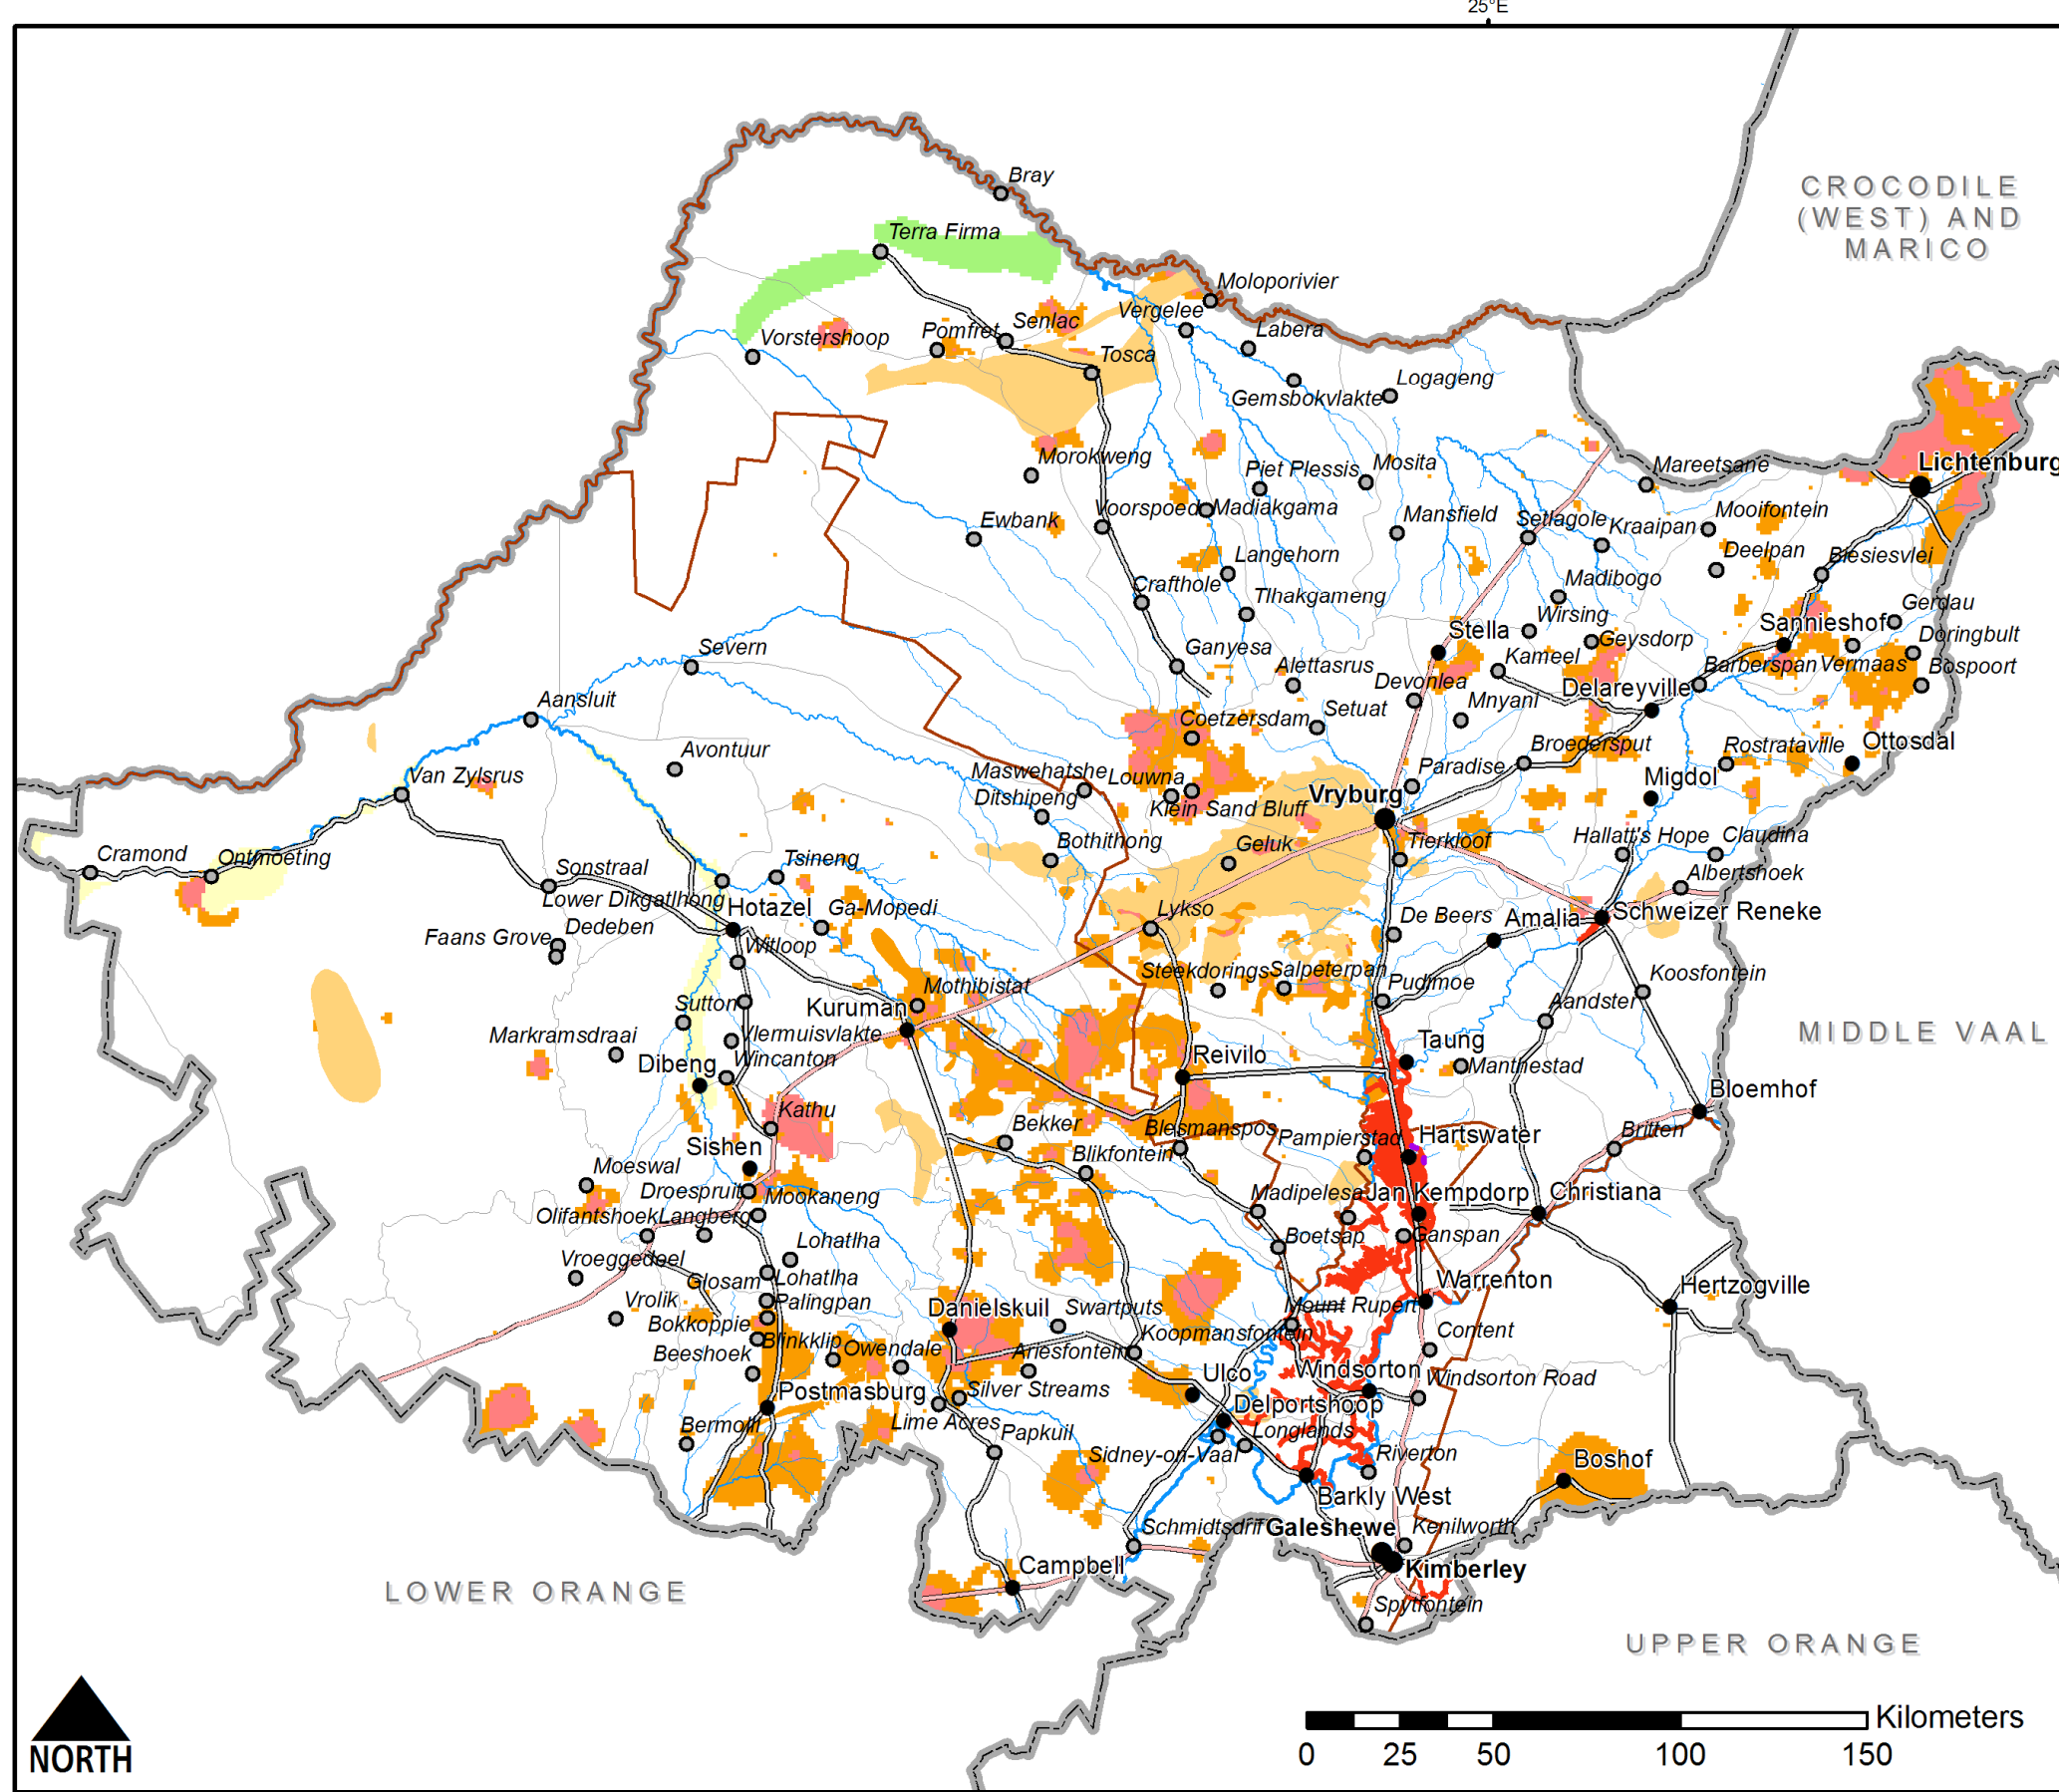 25°E
CROCODILE
(WEST) AND
MARICO
Bray
Terra Firma
Moloporivier
Vergelee
Senlac
Pomfret
Labera
Vorstershoop
Tosca
Logageng
Gemsbokvlakte
Morokweng
Piet Plessis
Mosita
Mareetsane
Lichtenburg
Voorspoed
Madiakgama
Ewbank
Mansfield
Setlagole
Kraaipan
Mooifontein
Deelpan
Biesiesvlei
Langehorn
Crafthole
Tlhakgameng
Madibogo
Wirsing
Gerdau
Sannieshof
Stella
Geysdorp
Doringbult
Severn
Ganyesa
Alettasrus
Kameel
Barberspan
Vermaas
Bospoort
Devonlea
Delareyville
Aansluit
Setuat
Mnyani
Coetzersdam
Avontuur
Broedersput
Rostrataville
Ottosdal
Van Zylsrus
Maswehatshe
Louwna
Paradise
Migdol
Ditshipeng
Klein Sand Bluff
Vryburg
Bothithong
Geluk
Tierkloof
Hallatt's Hope
Claudina
Cramond
Ontmoeting
Sonstraal
Tsineng
Albertshoek
Lower Dikgatlhong
Hotazel
Ga-Mopedi
Lykso
De Beers
Amalia
Schweizer Reneke
Faans Grove
Dedeben
Witloop
Steekdorings
Salpeterpan
Pudimoe
Koosfontein
Mothibistat
Sutton
Kuruman
Aandster
MIDDLE VAAL
Markramsdraai
Vlermuisvlakte
Dibeng
Wincanton
Reivilo
Taung
Manthestad
Bloemhof
Kathu
Bekker
Blesmanspos
Pampierstad
Hartswater
Britten
Sishen
Blikfontein
Moeswal
Droespruit
Mookaneng
Madipelesa
Jan Kempdorp
Christiana
Olifantshoek
Langberg
Lohatlha
Boetsap
Ganspan
Vroeggedeel
Glosam
Lohatlha
Warrenton
Hertzogville
Vrolik
Palingpan
Danielskuil
Swartputs
Mount Rupert
Bokkoppie
Blinkklip
Owendale
Koopmansfontein
Content
Beeshoek
Ariesfontein
Ulco
Windsorton
Windsorton Road
Postmasburg
Silver Streams
Delportshoop
Lime Acres
Papkuil
Longlands
Bermolli
Sidney-on-Vaal
Riverton
Boshof
Barkly West
Schmidtsdrif
Galeshewe
Kenilworth
Campbell
Kimberley
LOWER ORANGE
Spytfontein
UPPER ORANGE
NORTH
Kilometers
0 25 50 100 150